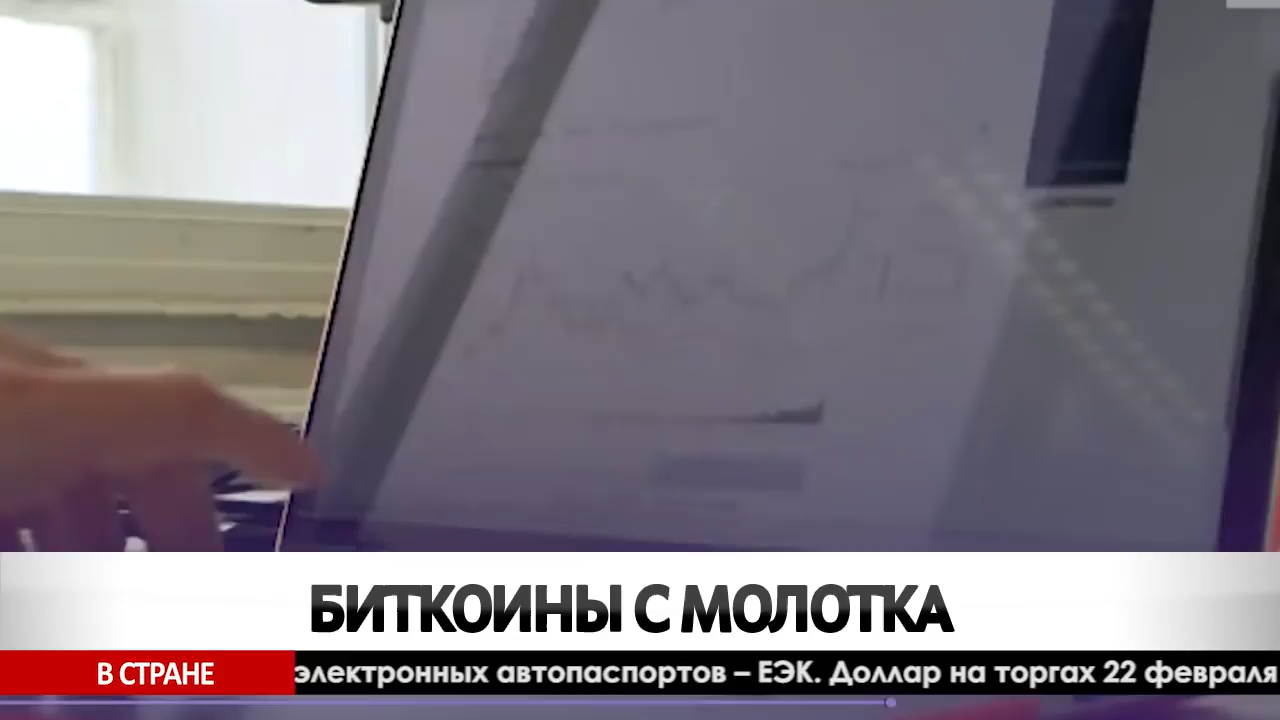 БИТКОИНЫ С МОЛОТКА
В СТРАНЕ
электронных автопаспортов – ЕЭК. Доллар на торгах 22 февраля